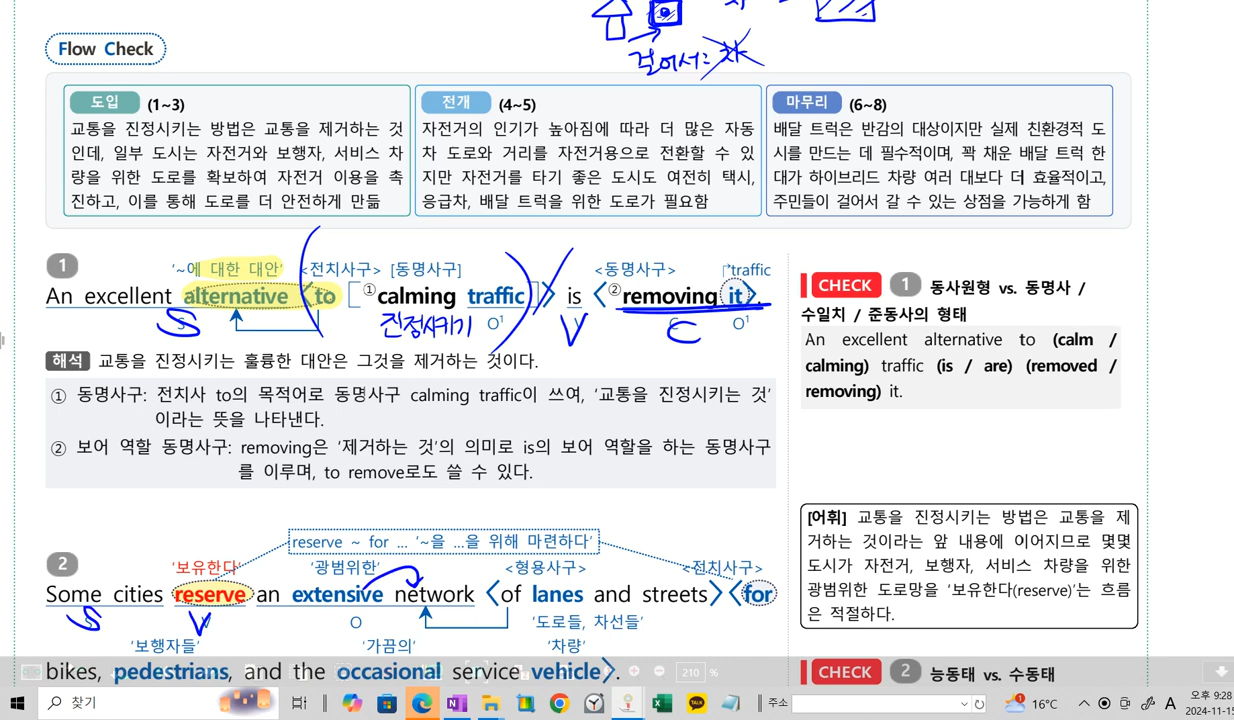 걸어서:
Flow Check
도입 (1~3)
교통을 진정시키는 방법은 교통을 제거하는 것
인데, 일부 도시는 자전거와 보행자, 서비스 차
량을 위한 도로를 확보하여 자전거 이용을 촉
진하고, 이를 통해 도로를 더 안전하게 만듦
전개 (4~5)
자전거의 인기가 높아짐에 따라 더 많은 자동
차 도로와 거리를 자전거용으로 전환할 수 있
지만 자전거를 타기 좋은 도시도 여전히 택시,
응급차, 배달 트럭을 위한 도로가 필요함
마무리 (6~8)
배달 트럭은 반감의 대상이지만 실제 친환경적 도
시를 만드는 데 필수적이며, 꽉 채운 배달 트럭 한
대가 하이브리드 차량 여러 대보다 더 효율적이고,
주민들이 걸어서 갈 수 있는 상점을 가능하게 함
1
'~에 대한 대안' <전치사구> [동명사구] <동명사구> traffic
An excellent alternative <to [①calming traffic]> is <②removing it>.
S 진정시키기 O¹ V C O¹
해석 교통을 진정시키는 훌륭한 대안은 그것을 제거하는 것이다.
① 동명사구: 전치사 to의 목적어로 동명사구 calming traffic이 쓰여, '교통을 진정시키는 것'
이라는 뜻을 나타낸다.
② 보어 역할 동명사구: removing은 '제거하는 것'의 의미로 is의 보어 역할을 하는 동명사구
를 이루며, to remove로도 쓸 수 있다.
CHECK 1 동사원형 vs. 동명사 /
수일치 / 준동사의 형태
An excellent alternative to (calm /
calming) traffic (is / are) (removed /
removing) it.
reserve ~ for ... '~을 ...을 위해 마련하다'
2
'보유한다' '광범위한' <형용사구> <전치사구>
Some cities reserve an extensive network <of lanes and streets> <for
S V O '도로들, 차선들'
'보행자들' '가끔의' '차량'
bikes, pedestrians, and the occasional service vehicle>.
[어휘] 교통을 진정시키는 방법은 교통을 제
거하는 것이라는 앞 내용에 이어지므로 몇몇
도시가 자전거, 보행자, 서비스 차량을 위한
광범위한 도로망을 '보유한다(reserve)'는 흐름
은 적절하다.
CHECK 2 능동태 vs. 수동태
210 %
찾기
주소
16°C
A
오후 9:28
2024-11-15